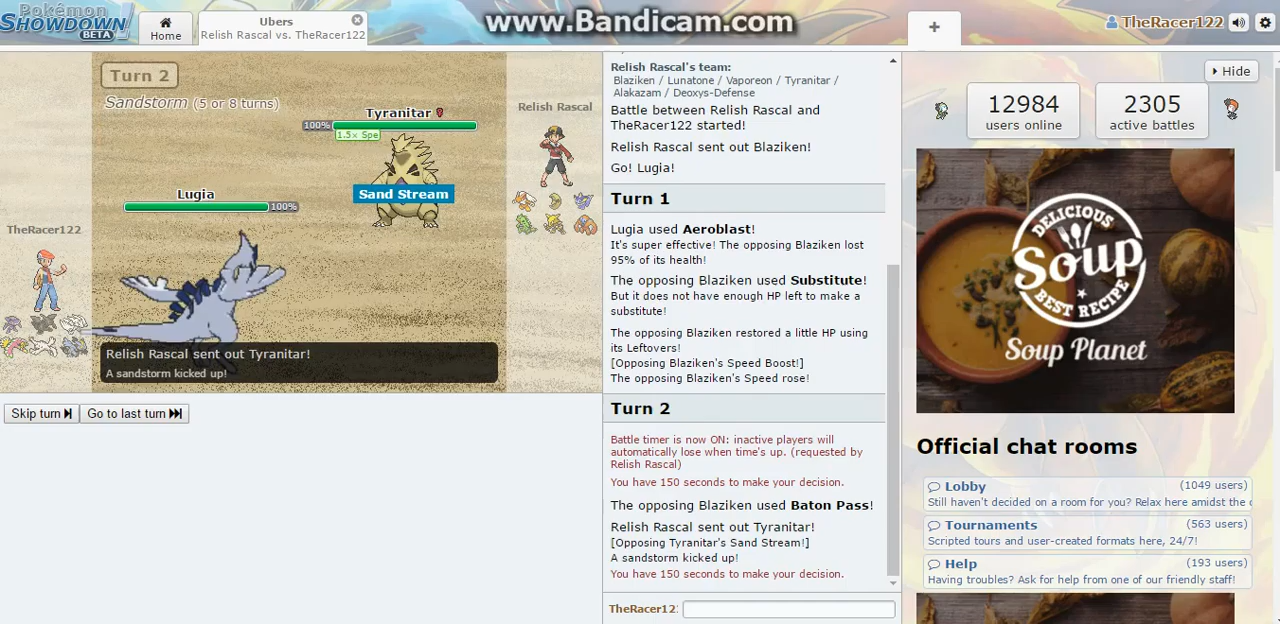 Pokémon
SHOWDOWN
BETA
Home
Ubers
Relish Rascal vs. TheRacer122
www.Bandicam.com
+
TheRacer122
Turn 2
Sandstorm (5 or 8 turns)
Tyranitar
100%
1.5× Spe
Sand Stream
Lugia
100%
Relish Rascal
TheRacer122
Relish Rascal sent out Tyranitar!
A sandstorm kicked up!
Skip turn
Go to last turn
Relish Rascal's team:
Blaziken / Lunatone / Vaporeon / Tyranitar /
Alakazam / Deoxys-Defense
Battle between Relish Rascal and
TheRacer122 started!
Relish Rascal sent out Blaziken!
Go! Lugia!
Turn 1
Lugia used Aeroblast!
It's super effective! The opposing Blaziken lost
95% of its health!
The opposing Blaziken used Substitute!
But it does not have enough HP left to make a
substitute!
The opposing Blaziken restored a little HP using
its Leftovers!
[Opposing Blaziken's Speed Boost!]
The opposing Blaziken's Speed rose!
Turn 2
Battle timer is now ON: inactive players will
automatically lose when time's up. (requested by
Relish Rascal)
You have 150 seconds to make your decision.
The opposing Blaziken used Baton Pass!
Relish Rascal sent out Tyranitar!
[Opposing Tyranitar's Sand Stream!]
A sandstorm kicked up!
You have 150 seconds to make your decision.
TheRacer12
Hide
12984
users online
2305
active battles
DELICIOUS
Soup
BEST RECIPE
Soup Planet
Official chat rooms
Lobby
(1049 users)
Still haven't decided on a room for you? Relax here amidst the
Tournaments
(563 users)
Scripted tours and user-created formats here, 24/7!
Help
(193 users)
Having troubles? Ask for help from one of our friendly staff!